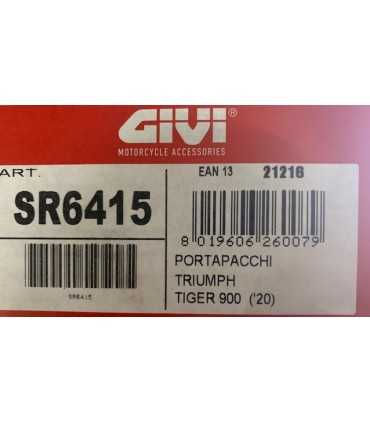 GIVI®
MOTORCYCLE ACCESSORIES
ART.
SR6415
SR6415
EAN 13 21216
8 019606 260079
PORTAPACCHI
TRIUMPH
TIGER 900 ('20)